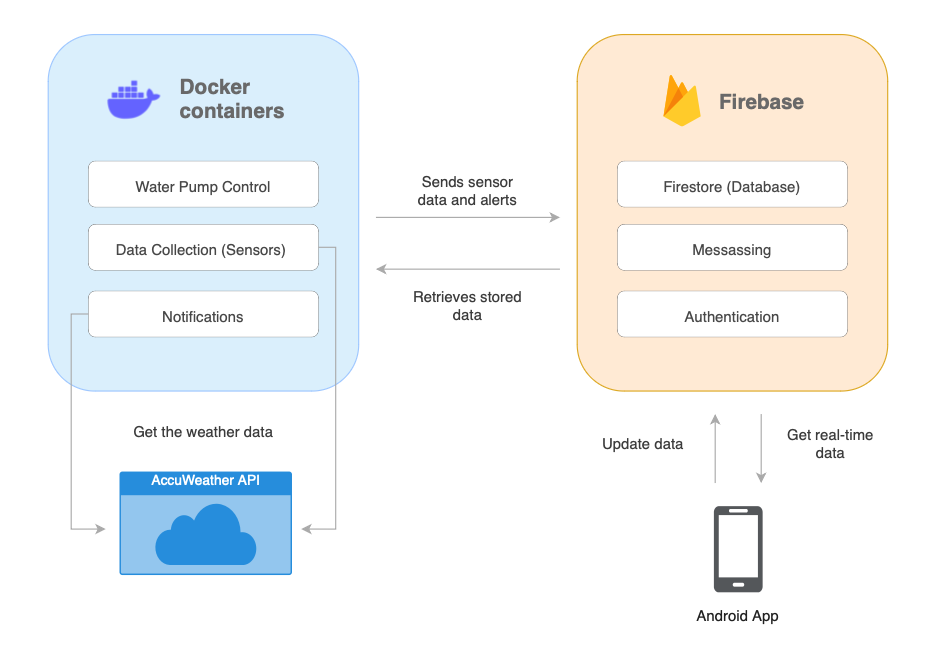 Docker
containers
Water Pump Control
Data Collection (Sensors)
Notifications
Sends sensor
data and alerts
Retrieves stored
data
Firebase
Firestore (Database)
Messassing
Authentication
Get the weather data
AccuWeather API
Update data
Get real-time
data
Android App